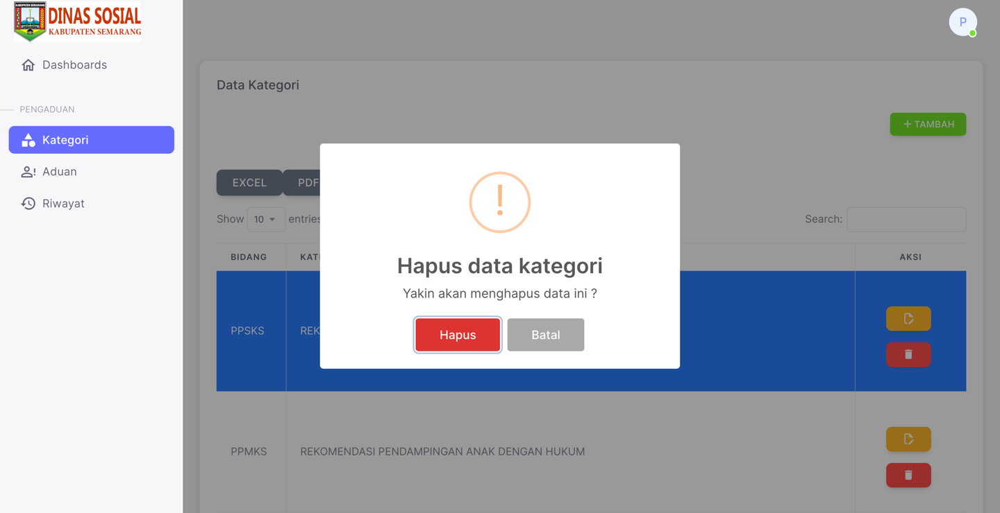 KABUPATEN SEMARANG
DINAS SOSIAL
KABUPATEN SEMARANG
P
Dashboards
PENGADUAN
Kategori
Aduan
Riwayat
Data Kategori
+ TAMBAH
EXCEL PDF
Show 10 entries
Search:
BIDANG KAT AKSI
PPSKS REK
PPMKS REKOMENDASI PENDAMPINGAN ANAK DENGAN HUKUM
!
Hapus data kategori
Yakin akan menghapus data ini ?
Hapus Batal